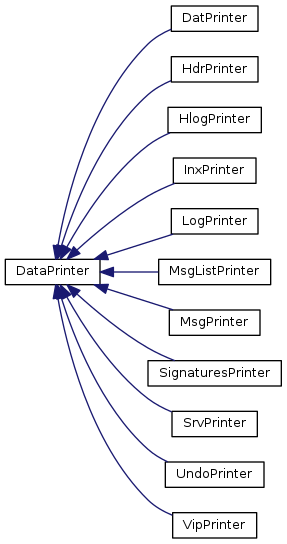 DatPrinter
HdrPrinter
HlogPrinter
InxPrinter
LogPrinter
DataPrinter
MsgListPrinter
MsgPrinter
SignaturesPrinter
SrvPrinter
UndoPrinter
VipPrinter